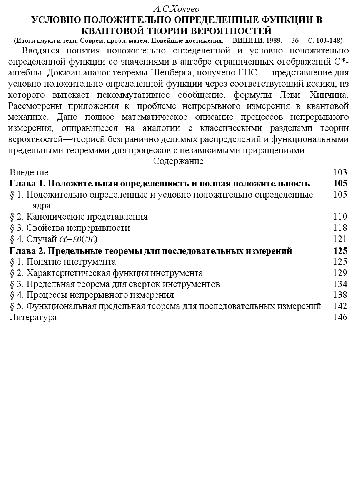 А.С.Холево
УСЛОВНО ПОЛОЖИТЕЛЬНО ОПРЕДЕЛЕННЫЕ ФУНКЦИИ В
КВАНТОВОЙ ТЕОРИИ ВЕРОЯТНОСТЕЙ
(Итоги науки и техн. Соврем. пробл. матем. Новейшие достижения. — ВИНИТИ. 1989. — 36 — С. 103-148)
Вводятся понятия положительно определенной и условно положительно
определенной функции со значениями в алгебре ограниченных отображений C*-
алгебры. Доказан аналог теоремы Шенберга, получено ГНС — представление для
условно положительно определенной функции через соответствующий коцикл, из
которого вытекает некоммутативное обобщение формулы Леви — Хинчина.
Рассмотрены приложения к проблеме непрерывного измерения в квантовой
механике. Дано полное математическое описание процессов непрерывного
измерения, опирающееся на аналогии с классическими разделами теории
вероятностей—теорией безгранично делимых распределений и функциональными
предельными теоремами для процессов с независимыми приращениями.
Содержание
Введение 103
Глава 1. Положительная определенность и полная положительность 105
§ 1. Положительно определенные и условно положительно определенные 105
ядра
§ 2. Канонические представления 110
§ 3. Свойства непрерывности 118
§ 4. Случай 121
Глава 2. Предельные теоремы для последовательных измерений 125
§ 1. Понятие инструмента 125
§ 2. Характеристическая функция инструмента 129
§ 3. Предельная теорема для сверток инструментов 134
§ 4. Процессы непрерывного измерения 138
§ 5. Функциональная предельная теорема для последовательных измерений 142
Литература 146